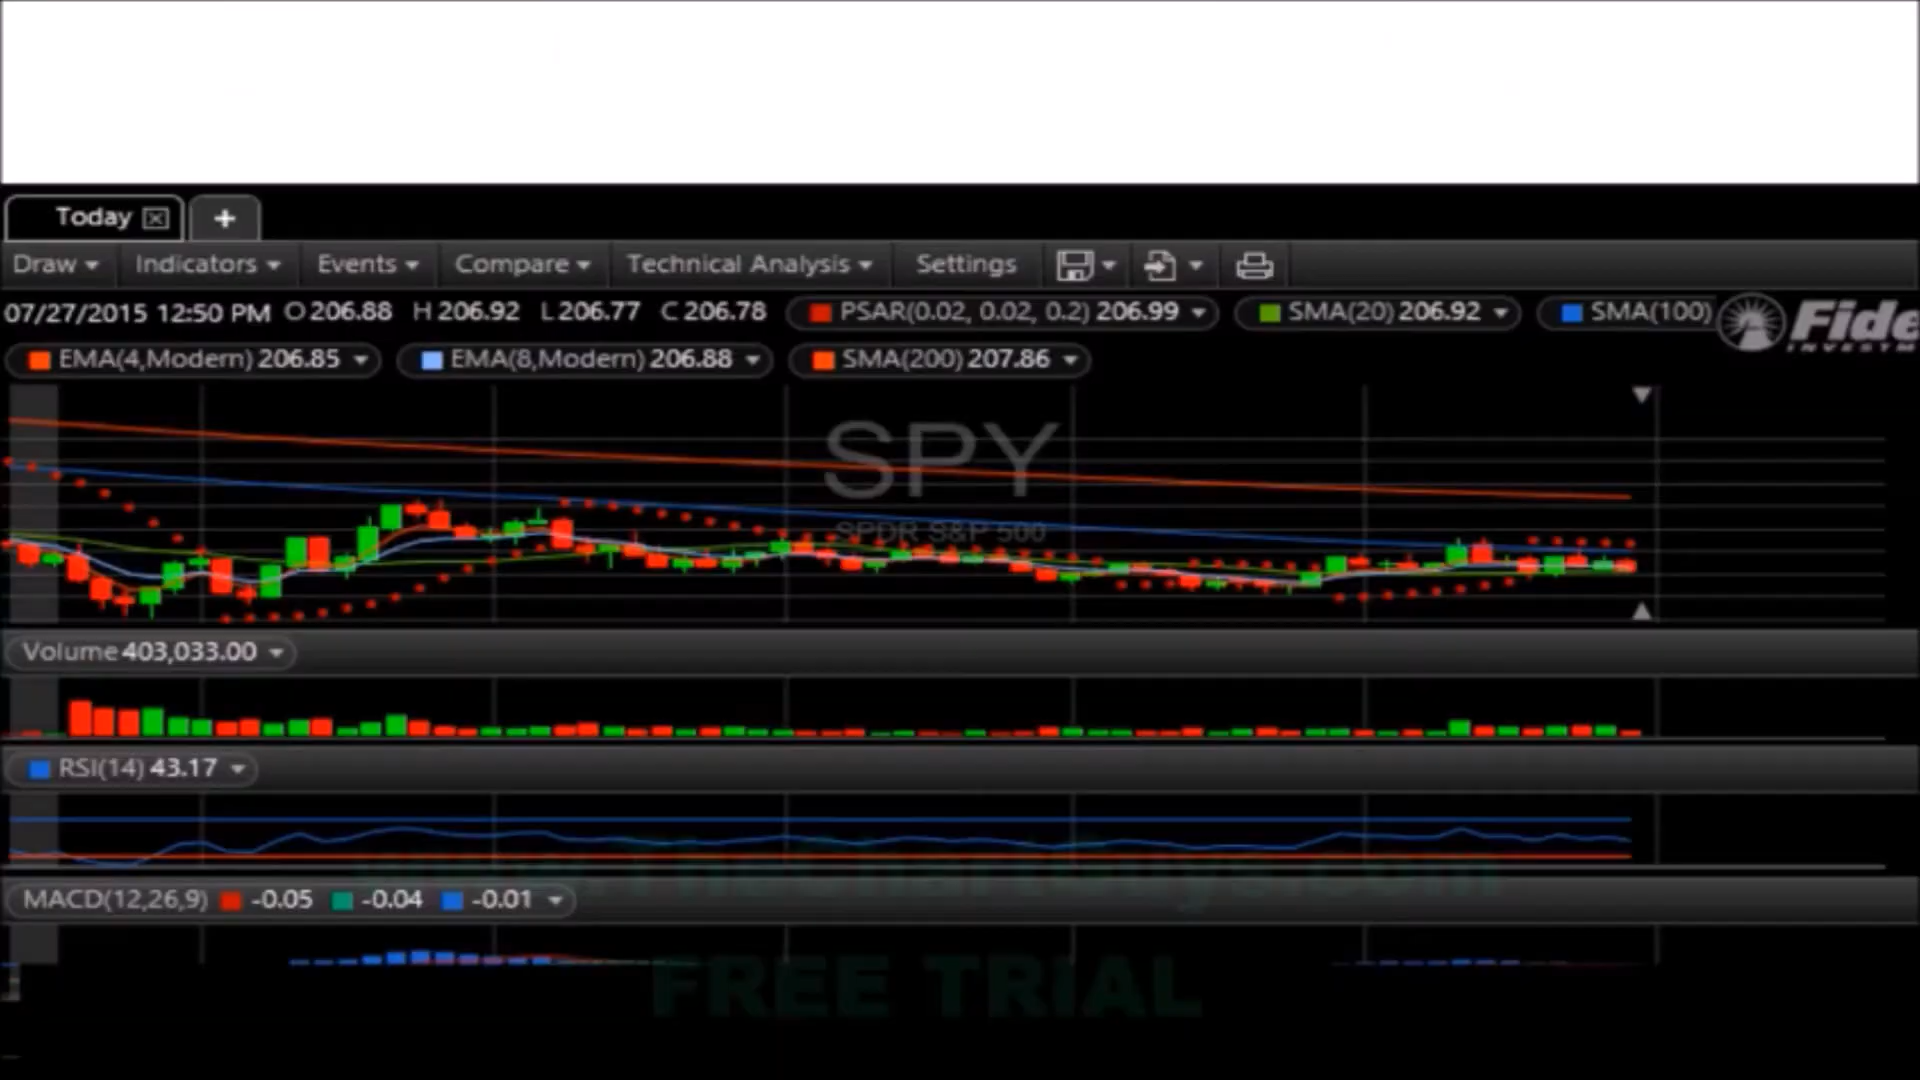 Today
+
Draw Indicators Events Compare Technical Analysis Settings
07/27/2015 12:50 PM O 206.88 H 206.92 L 206.77 C 206.78 PSAR(0.02, 0.02, 0.2) 206.99 SMA(20) 206.92 SMA(100) Fide
INVESTM
EMA(4,Modern) 206.85 EMA(8,Modern) 206.88 SMA(200) 207.86
SPY
SPDR S&P 500
Volume 403,033.00
RSI(14) 43.17
MACD(12,26,9) -0.05 -0.04 -0.01
FREE TRIAL